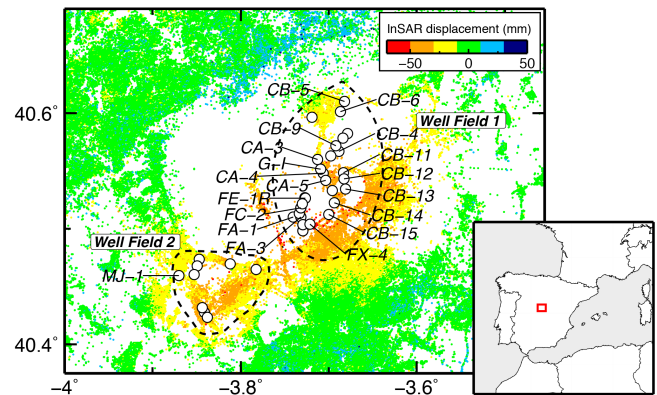 InSAR displacement (mm)
−50 0 50
CB−5
CB−6
40.6°
Well Field 1
CB−9
CB−4
CA−3
CB−11
G−I
CA−4
CB−12
CA−5
CB−13
FE−1R
FC−2
CB−14
FA−1
CB−15
Well Field 2
FA−3
FX−4
MJ−1
40.4°
−4° −3.8° −3.6°